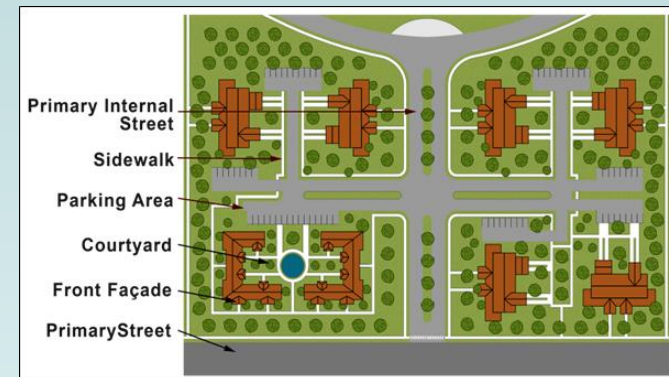 Primary Internal
Street
Sidewalk
Parking Area
Courtyard
Front Façade
PrimaryStreet